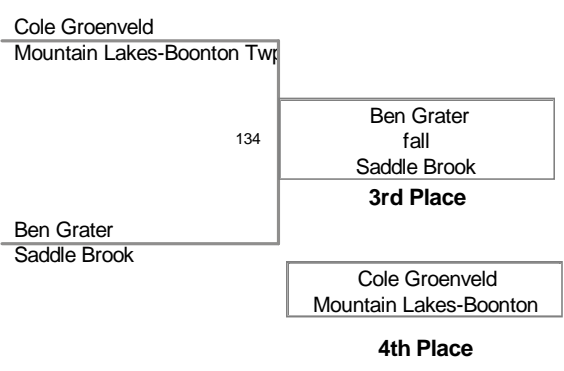 Cole Groenveld
Mountain Lakes-Boonton Twp
134
Ben Grater
fall
Saddle Brook
3rd Place
Ben Grater
Saddle Brook
Cole Groenveld
Mountain Lakes-Boonton
4th Place